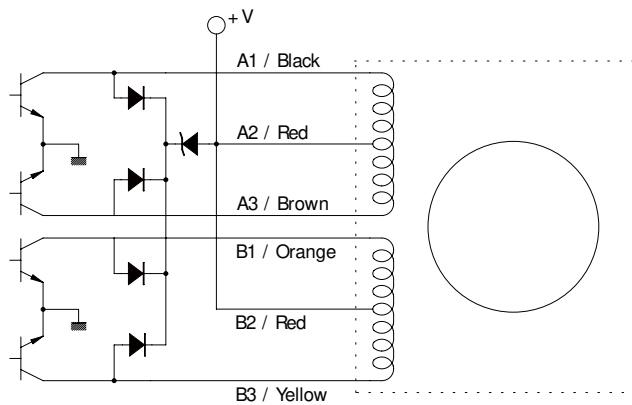 + V
A1 / Black
A2 / Red
A3 / Brown
B1 / Orange
B2 / Red
B3 / Yellow